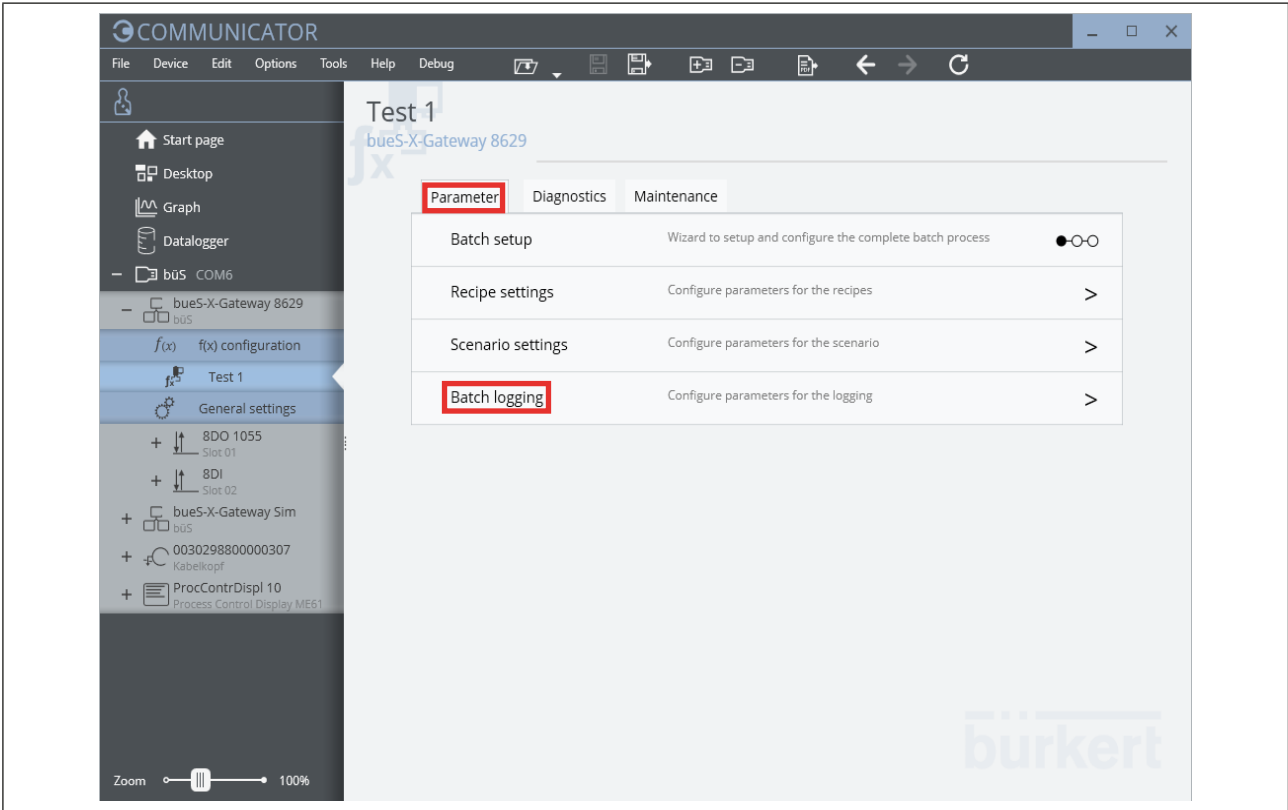 COMMUNICATOR
File Device Edit Options Tools Help Debug
Start page
Desktop
Graph
Datalogger
büS COM6
bueS-X-Gateway 8629
büS
f(x) f(x) configuration
Test 1
General settings
8DO 1055
Slot 01
8DI
Slot 02
bueS-X-Gateway Sim
büS
0030298800000307
Kabelkopf
ProcContrDispl 10
Process Control Display ME61
Zoom 100%
Test 1
bueS-X-Gateway 8629
Parameter Diagnostics Maintenance
Batch setup Wizard to setup and configure the complete batch process
Recipe settings Configure parameters for the recipes >
Scenario settings Configure parameters for the scenario >
Batch logging Configure parameters for the logging >
bürkert